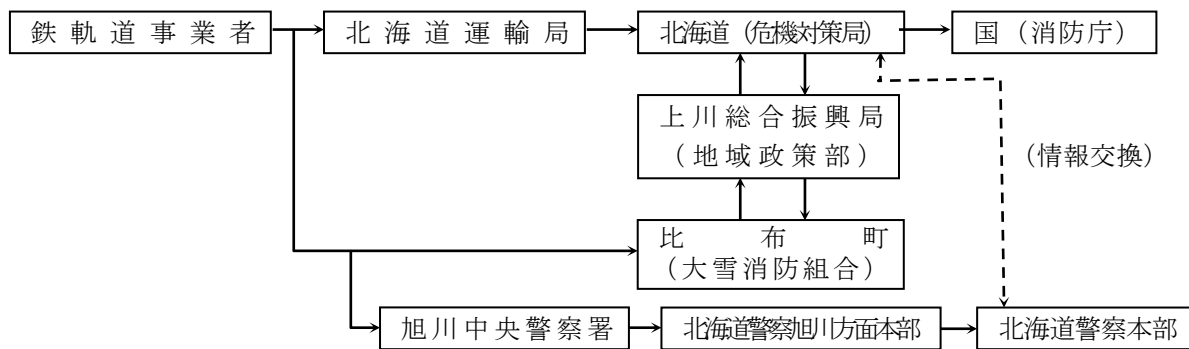 鉄軌道事業者
北海道運輸局
北海道（危機対策局）
国（消防庁）
上川総合振興局
（地域政策部）
（情報交換）
比布町
（大雪消防組合）
旭川中央警察署
北海道警察旭川方面本部
北海道警察本部